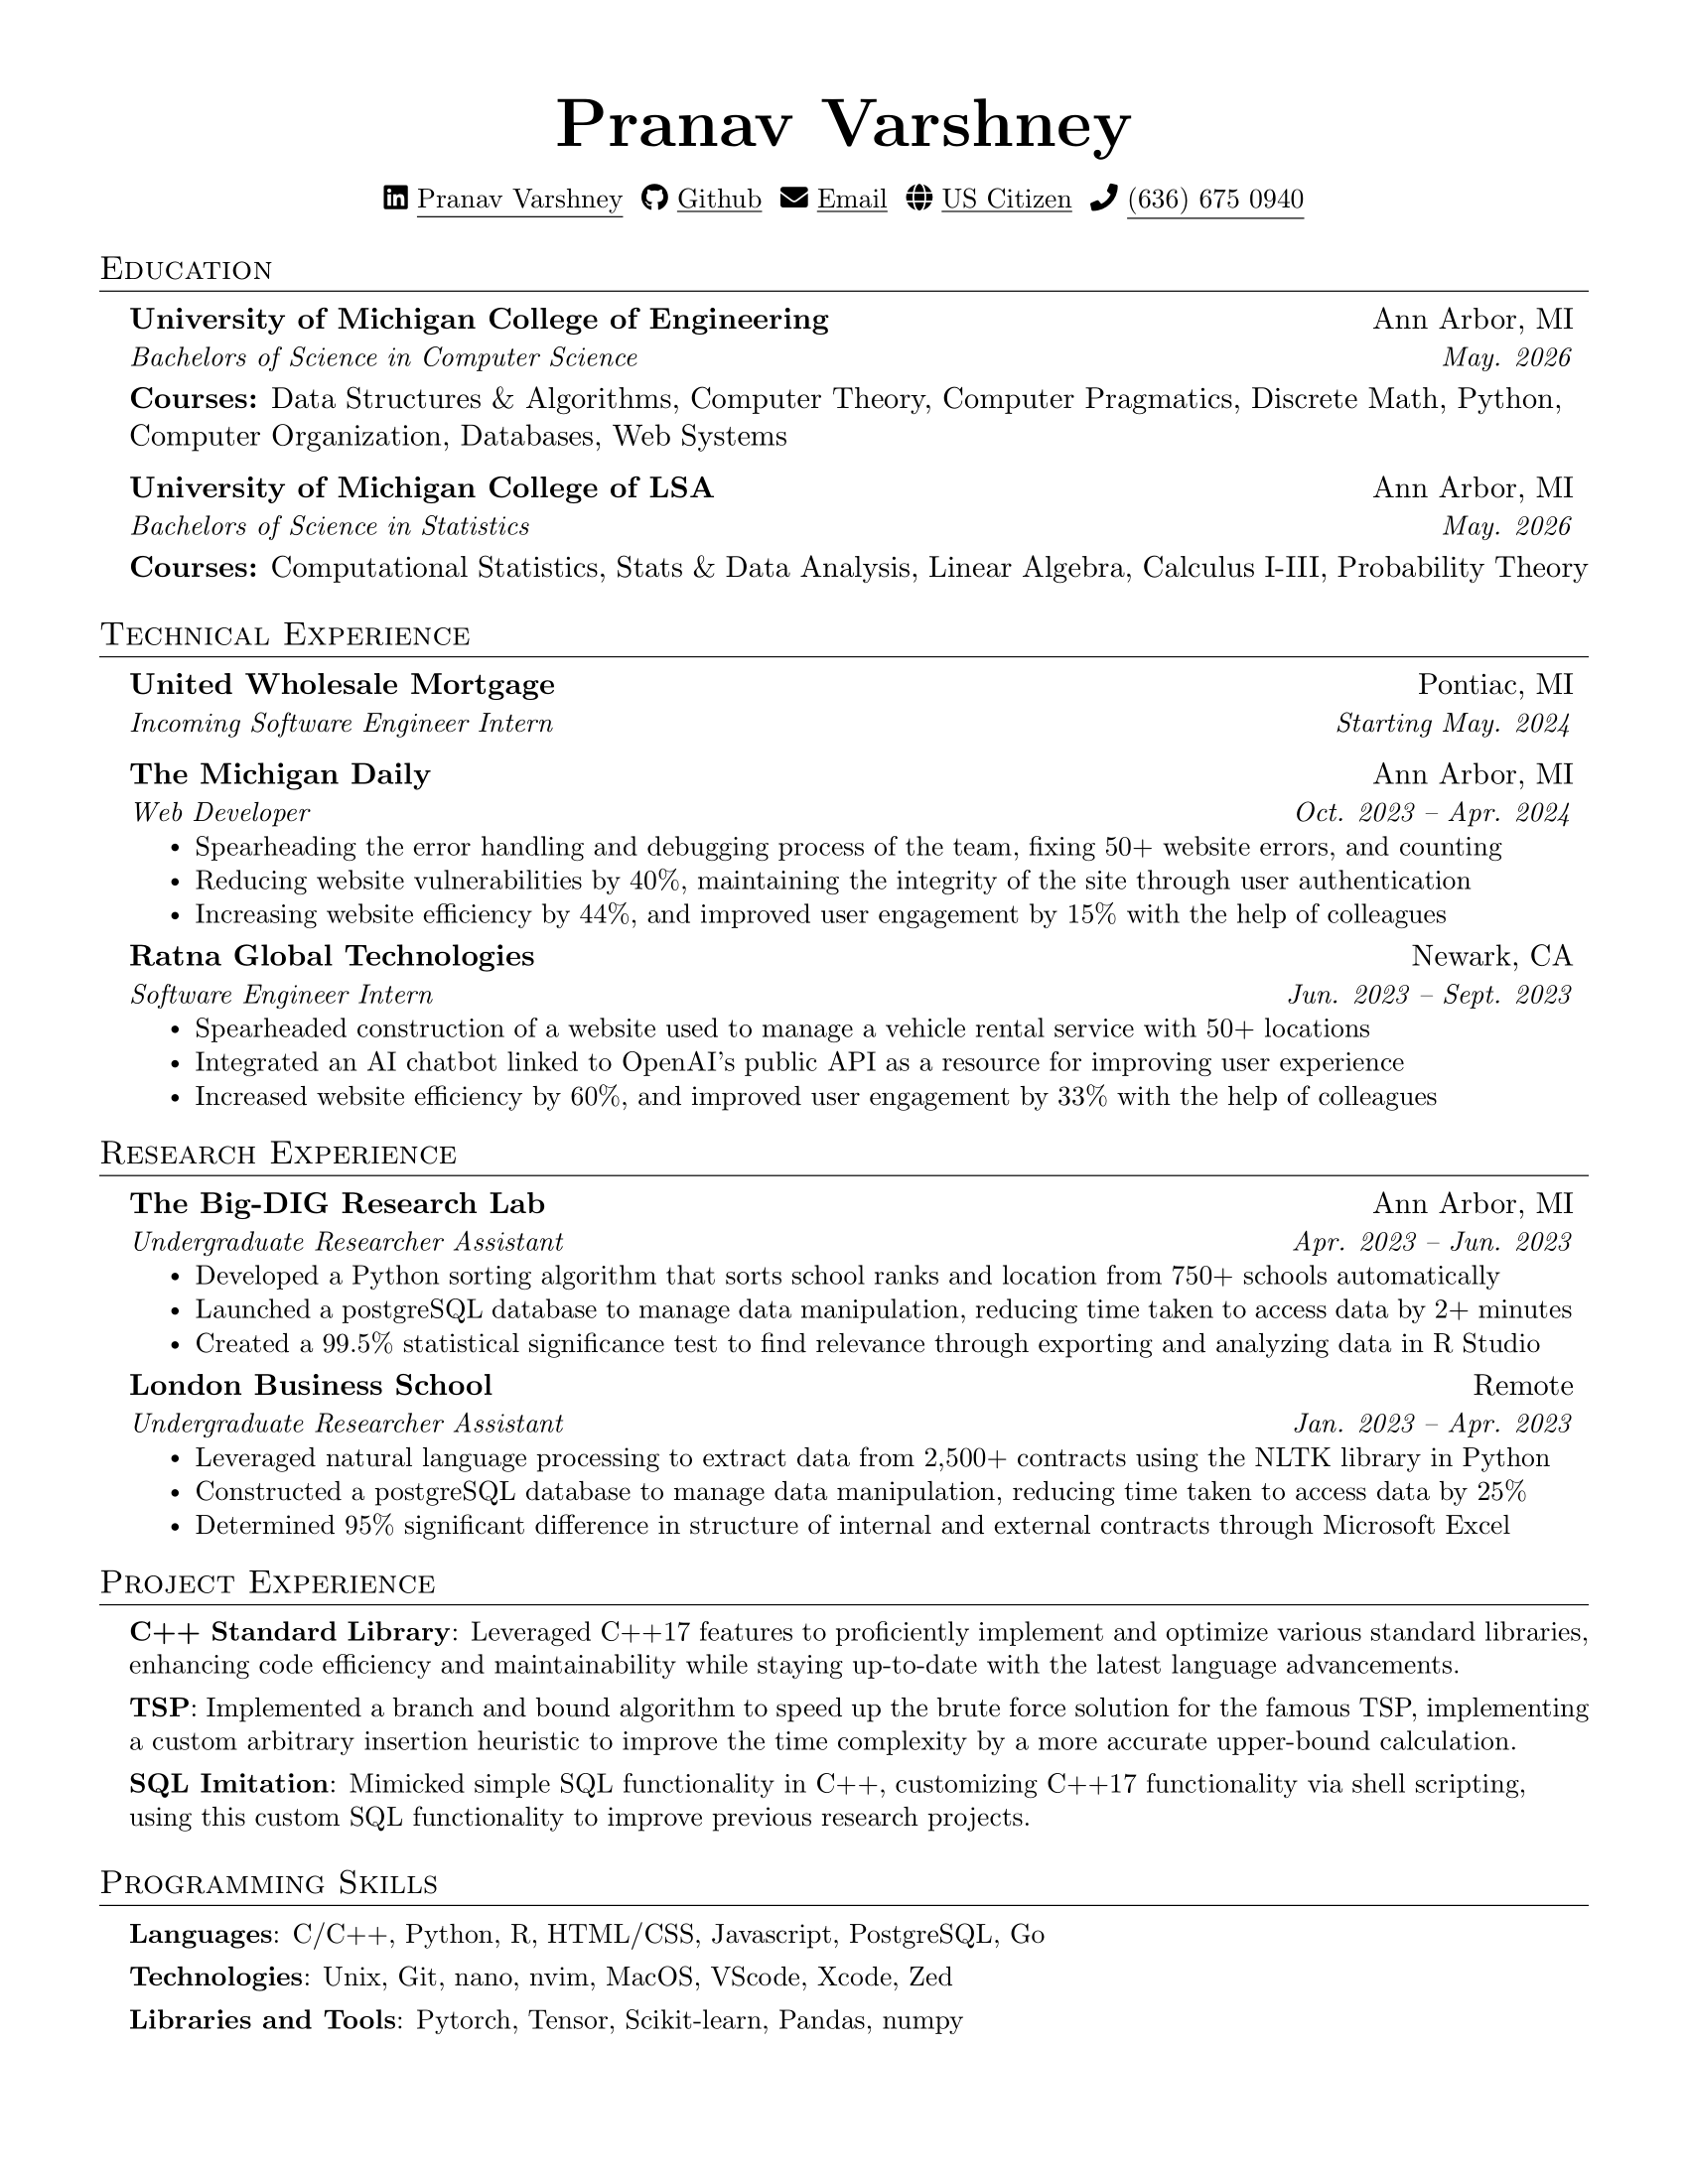 Pranav Varshney
Pranav Varshney Github Email US Citizen (636) 675 0940
Education
University of Michigan College of Engineering Ann Arbor, MI
Bachelors of Science in Computer Science May. 2026
Courses: Data Structures & Algorithms, Computer Theory, Computer Pragmatics, Discrete Math, Python,
Computer Organization, Databases, Web Systems
University of Michigan College of LSA Ann Arbor, MI
Bachelors of Science in Statistics May. 2026
Courses: Computational Statistics, Stats & Data Analysis, Linear Algebra, Calculus I-III, Probability Theory
Technical Experience
United Wholesale Mortgage Pontiac, MI
Incoming Software Engineer Intern Starting May. 2024
The Michigan Daily Ann Arbor, MI
Web Developer Oct. 2023 – Apr. 2024
• Spearheading the error handling and debugging process of the team, fixing 50+ website errors, and counting
• Reducing website vulnerabilities by 40%, maintaining the integrity of the site through user authentication
• Increasing website efficiency by 44%, and improved user engagement by 15% with the help of colleagues
Ratna Global Technologies Newark, CA
Software Engineer Intern Jun. 2023 – Sept. 2023
• Spearheaded construction of a website used to manage a vehicle rental service with 50+ locations
• Integrated an AI chatbot linked to OpenAI's public API as a resource for improving user experience
• Increased website efficiency by 60%, and improved user engagement by 33% with the help of colleagues
Research Experience
The Big-DIG Research Lab Ann Arbor, MI
Undergraduate Researcher Assistant Apr. 2023 – Jun. 2023
• Developed a Python sorting algorithm that sorts school ranks and location from 750+ schools automatically
• Launched a postgreSQL database to manage data manipulation, reducing time taken to access data by 2+ minutes
• Created a 99.5% statistical significance test to find relevance through exporting and analyzing data in R Studio
London Business School Remote
Undergraduate Researcher Assistant Jan. 2023 – Apr. 2023
• Leveraged natural language processing to extract data from 2,500+ contracts using the NLTK library in Python
• Constructed a postgreSQL database to manage data manipulation, reducing time taken to access data by 25%
• Determined 95% significant difference in structure of internal and external contracts through Microsoft Excel
Project Experience
C++ Standard Library: Leveraged C++17 features to proficiently implement and optimize various standard libraries,
enhancing code efficiency and maintainability while staying up-to-date with the latest language advancements.
TSP: Implemented a branch and bound algorithm to speed up the brute force solution for the famous TSP, implementing
a custom arbitrary insertion heuristic to improve the time complexity by a more accurate upper-bound calculation.
SQL Imitation: Mimicked simple SQL functionality in C++, customizing C++17 functionality via shell scripting,
using this custom SQL functionality to improve previous research projects.
Programming Skills
Languages: C/C++, Python, R, HTML/CSS, Javascript, PostgreSQL, Go
Technologies: Unix, Git, nano, nvim, MacOS, VScode, Xcode, Zed
Libraries and Tools: Pytorch, Tensor, Scikit-learn, Pandas, numpy